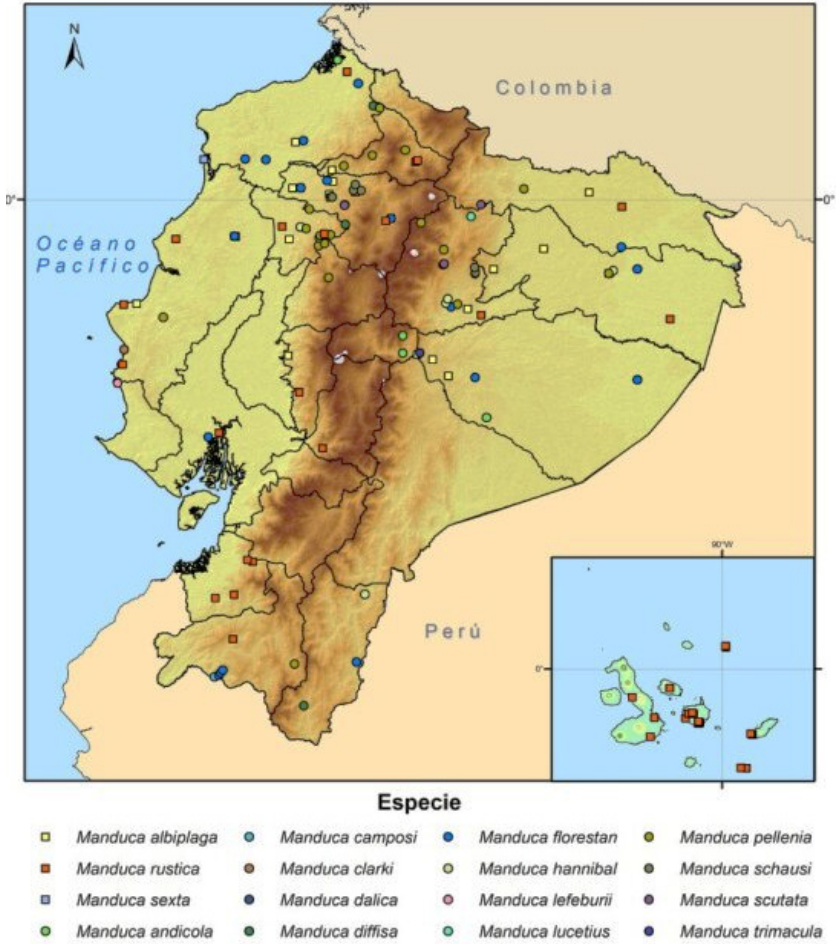 N
Colombia
0°
0°
Océano
Pacífico
90°W
Perú
0°
Especie
Manduca albiplaga
Manduca camposi
Manduca florestan
Manduca pellenia
Manduca rustica
Manduca clarki
Manduca hannibal
Manduca schausi
Manduca sexta
Manduca dalica
Manduca lefeburii
Manduca scutata
Manduca andicola
Manduca diffisa
Manduca lucetius
Manduca trimacula